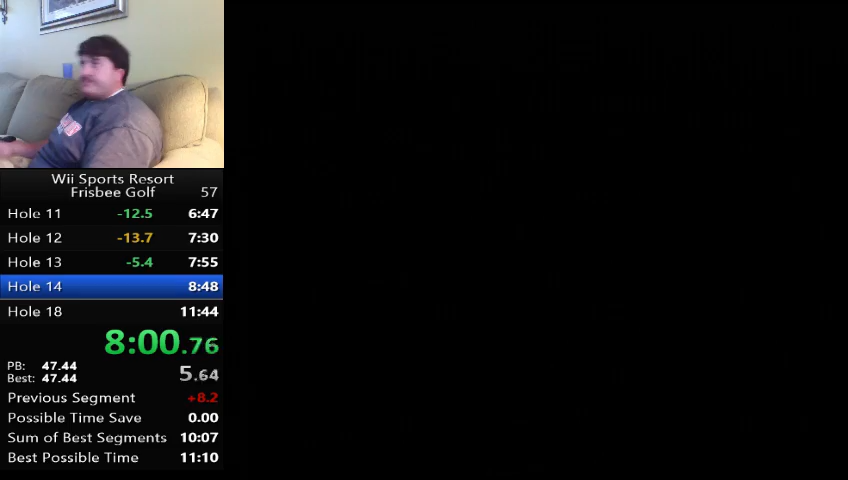 Wii Sports Resort
Frisbee Golf 57
Hole 11 -12.5 6:47
Hole 12 -13.7 7:30
Hole 13 -5.4 7:55
Hole 14 8:48
Hole 18 11:44
8:00.76
PB: 47.44
Best: 47.44
5.64
Previous Segment +8.2
Possible Time Save 0.00
Sum of Best Segments 10:07
Best Possible Time 11:10